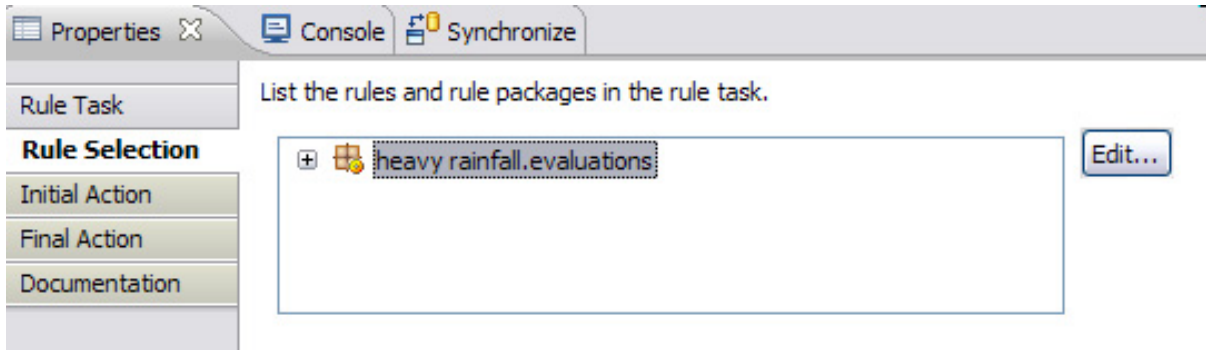 Properties Console Synchronize
Rule Task
Rule Selection
Initial Action
Final Action
Documentation
List the rules and rule packages in the rule task.
heavy rainfall.evaluations
Edit...